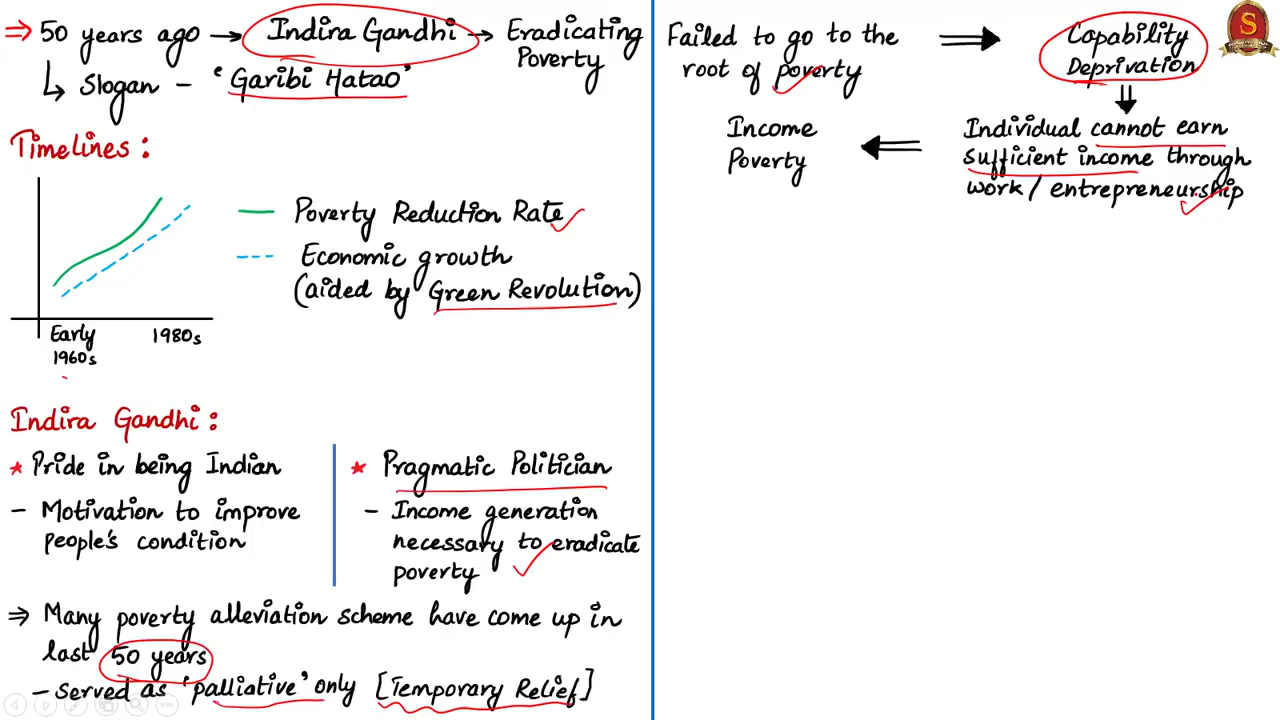 ⇒ 50 years ago → Indira Gandhi → Eradicating
Poverty
↳ Slogan - 'Garibi Hatao'
Timelines:
Poverty Reduction Rate
Economic growth
(aided by Green Revolution)
Early
1960s
1980s
Indira Gandhi:
* Pride in being Indian
- Motivation to improve
people's condition
* Pragmatic Politician
- Income generation
necessary to eradicate
poverty
⇒ Many poverty alleviation scheme have come up in
last 50 years
- Served as 'palliative' only [Temporary Relief]
Failed to go to the
root of poverty
⇒ Capability
Deprivation
⇓
Individual cannot earn
sufficient income through
work/ entrepreneurship
⇐ Income
Poverty
S